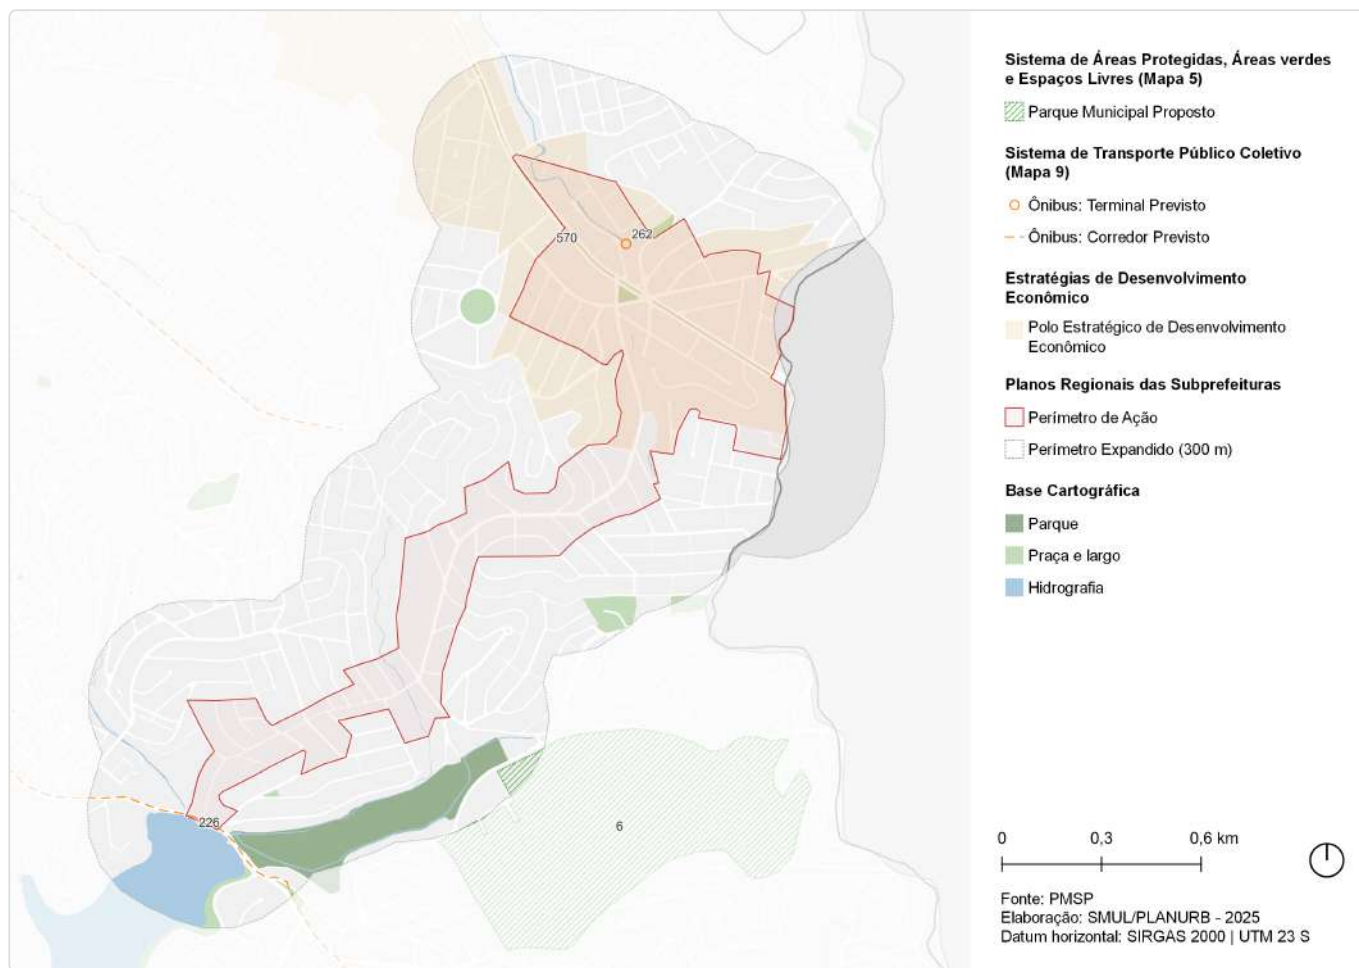 570
262
226
6
Sistema de Áreas Protegidas, Áreas verdes
e Espaços Livres (Mapa 5)
Parque Municipal Proposto
Sistema de Transporte Público Coletivo
(Mapa 9)
Ônibus: Terminal Previsto
Ônibus: Corredor Previsto
Estratégias de Desenvolvimento
Econômico
Polo Estratégico de Desenvolvimento
Econômico
Planos Regionais das Subprefeituras
Perímetro de Ação
Perímetro Expandido (300 m)
Base Cartográfica
Parque
Praça e largo
Hidrografia
0 0,3 0,6 km
Fonte: PMSP
Elaboração: SMUL/PLANURB - 2025
Datum horizontal: SIRGAS 2000 | UTM 23 S